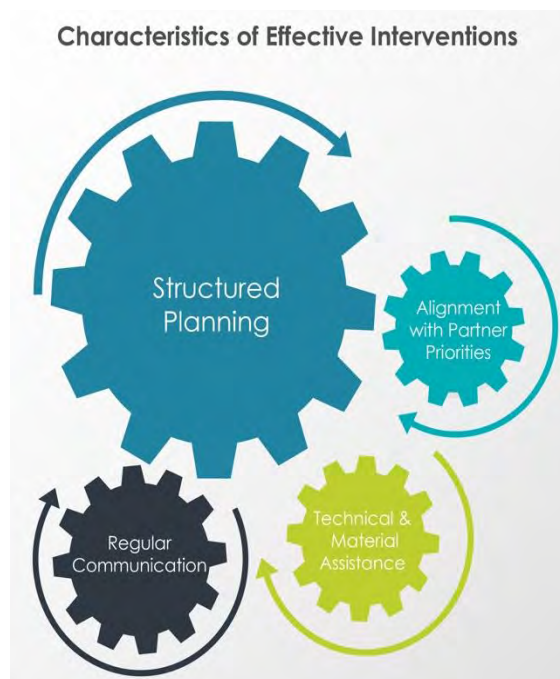 Characteristics of Effective Interventions
Structured
Planning
Alignment
with Partner
Priorities
Technical &
Material
Assistance
Regular
Communication